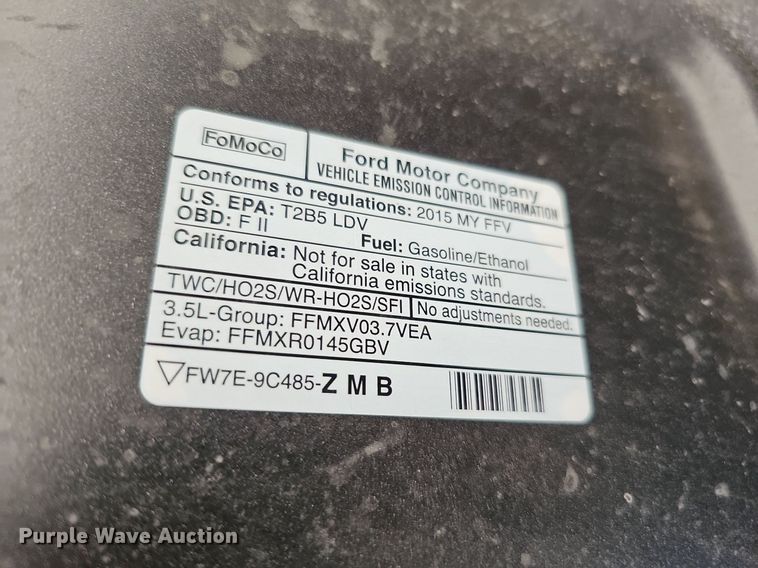 FoMoCo
Ford Motor Company
VEHICLE EMISSION CONTROL INFORMATION
Conforms to regulations: 2015 MY FFV
U.S. EPA: T2B5 LDV
OBD: F II
Fuel: Gasoline/Ethanol
California: Not for sale in states with
California emissions standards.
TWC/HO2S/WR-HO2S/SFI
No adjustments needed.
3.5L-Group: FFMXV03.7VEA
Evap: FFMXR0145GBV
FW7E-9C485-Z M B
Purple Wave Auction